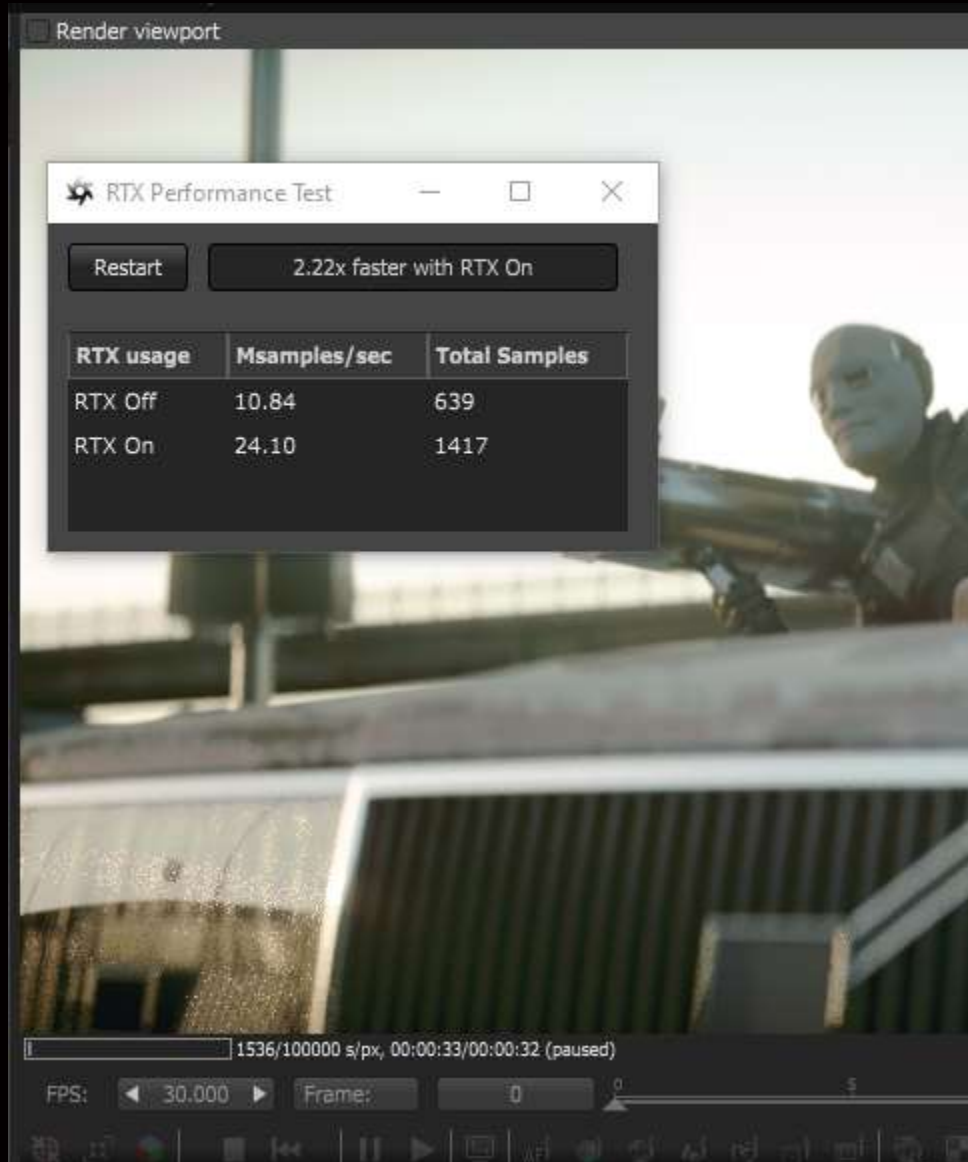 Render viewport
RTX Performance Test
Restart
2.22x faster with RTX On
RTX usage Msamples/sec Total Samples
RTX Off 10.84 639
RTX On 24.10 1417
1536/100000 s/px, 00:00:33/00:00:32 (paused)
FPS: 30.000 Frame: 0 0 5